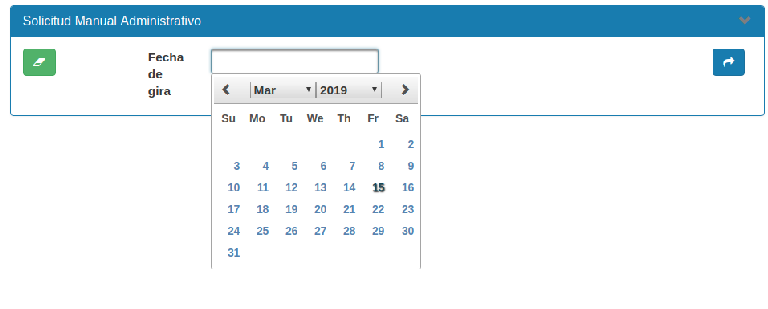 Solicitud Manual Administrativo
Fecha
de
gira
Mar 2019
Su Mo Tu We Th Fr Sa
1 2
3 4 5 6 7 8 9
10 11 12 13 14 15 16
17 18 19 20 21 22 23
24 25 26 27 28 29 30
31